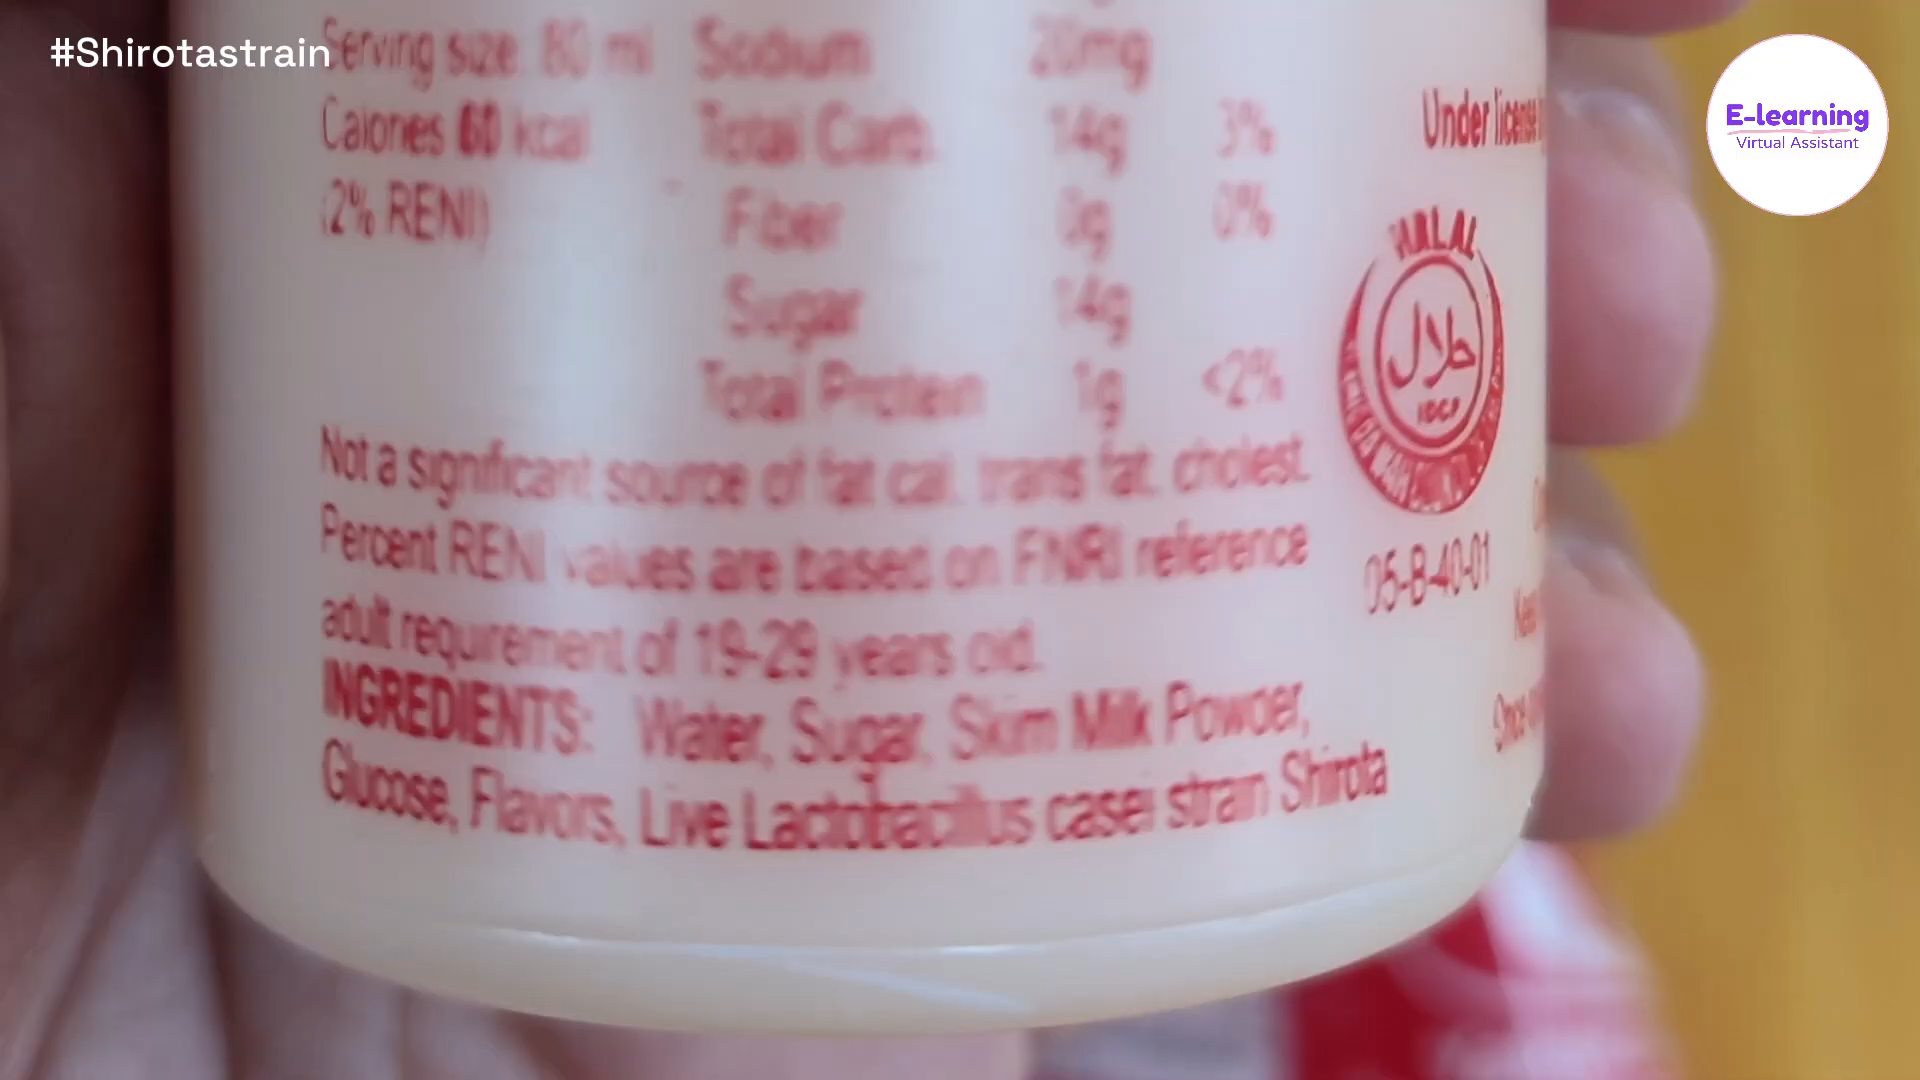 #Shirotastrain
E-learning
Virtual Assistant
Serving size: 80 ml Sodium 20mg
Calories 60 kcal Total Carb. 14g 3%
(2% RENI) Fiber 0g 0%
Sugar 14g
Total Protein 1g <2%
Not a significant source of fat cal. trans fat. cholest.
Percent RENI values are based on FNRI reference
adult requirement of 19-29 years old.
INGREDIENTS: Water, Sugar, Skim Milk Powder,
Glucose, Flavors, Live Lactobacillus casei strain Shirota
Under license
HALAL
حلال
IDCP
05-B-40-01